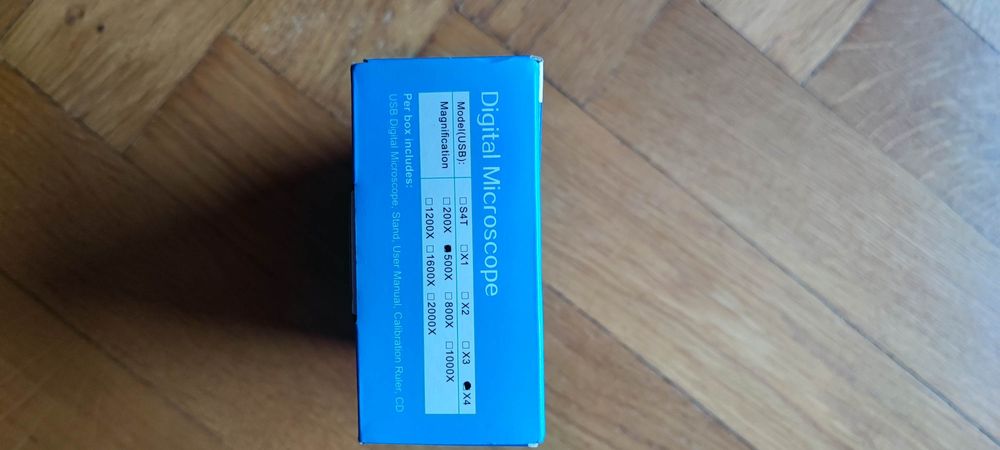 Digital Microscope
Model(USB): □S4T □X1 □X2 □X3 ■X4
Magnification □200X ■500X □800X □1000X
□1200X □1600X □2000X
Per box includes:
USB Digital Microscope, Stand, User Manual, Calibration Ruler, CD